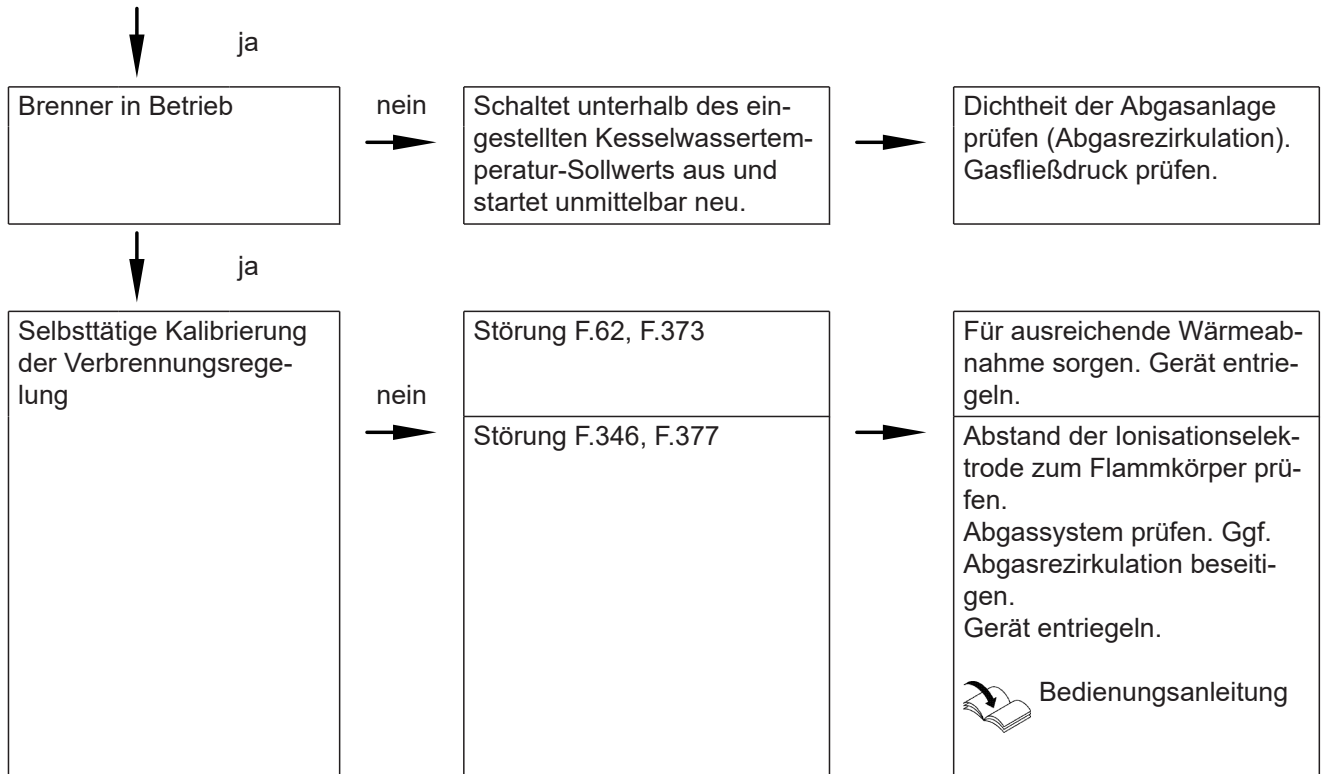 ja
Brenner in Betrieb
nein
Schaltet unterhalb des ein-
gestellten Kesselwassertem-
peratur-Sollwerts aus und
startet unmittelbar neu.
Dichtheit der Abgasanlage
prüfen (Abgasrezirkulation).
Gasfließdruck prüfen.
ja
Selbsttätige Kalibrierung
der Verbrennungsrege-
lung
nein
Störung F.62, F.373
Für ausreichende Wärmeab-
nahme sorgen. Gerät entrie-
geln.
Störung F.346, F.377
Abstand der Ionisationselek-
trode zum Flammkörper prü-
fen.
Abgassystem prüfen. Ggf.
Abgasrezirkulation beseiti-
gen.
Gerät entriegeln.
Bedienungsanleitung